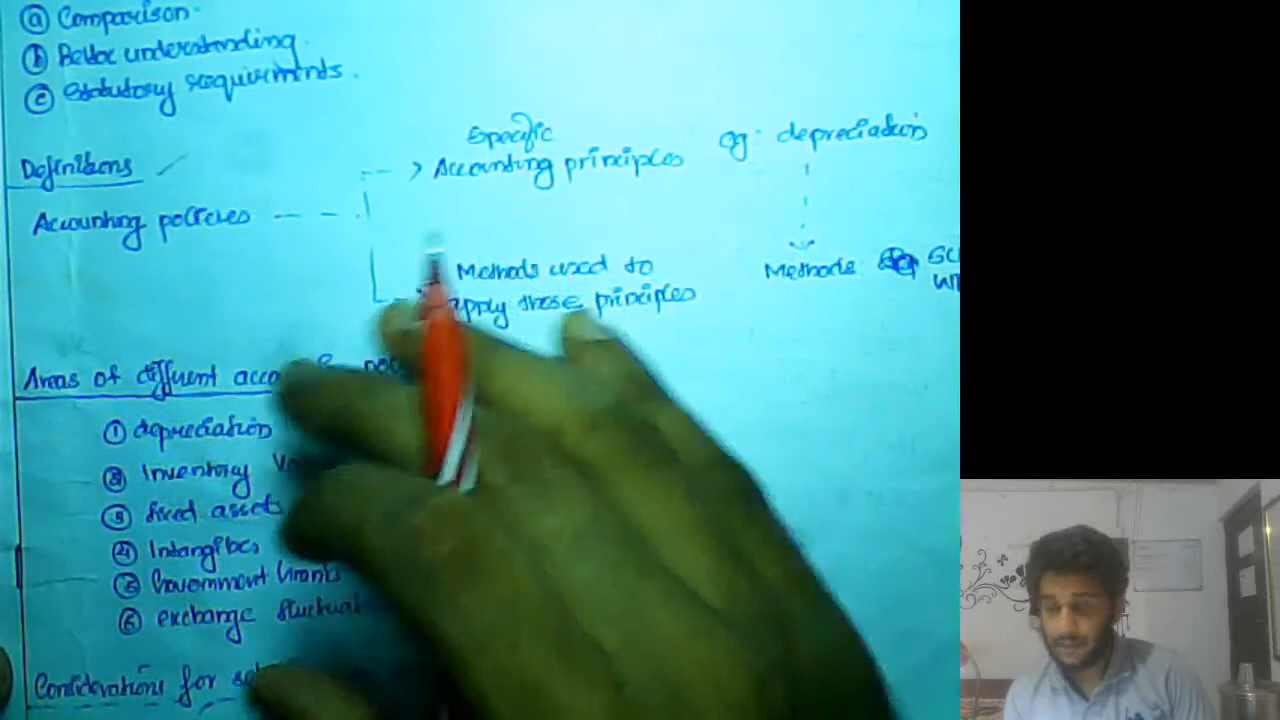 (a) Comparison.
(b) Better understanding.
(c) Statutory requirements.
Definitions
Specific
Accounting principles
eg: depreciation
Accounting policies
Methods used to
apply these principles
Methods:
Areas of
① depreciation
② Inventory
③ fixed assets
④ Intangibles
⑤ Government Grants
⑥ exchange
Considerations for